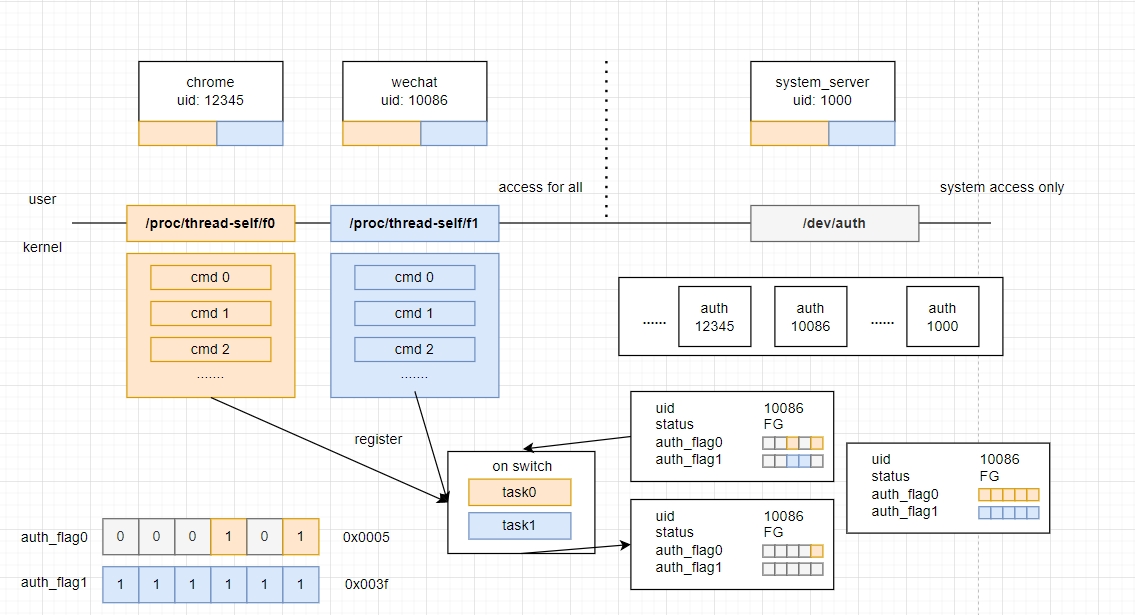 chrome
uid: 12345
wechat
uid: 10086
system_server
uid: 1000
access for all
system access only
user
/proc/thread-self/f0
/proc/thread-self/f1
/dev/auth
kernel
cmd 0
cmd 1
cmd 2
.......
cmd 0
cmd 1
cmd 2
.......
......
auth
12345
auth
10086
......
auth
1000
register
on switch
task0
task1
uid 10086
status FG
auth_flag0
auth_flag1
uid 10086
status FG
auth_flag0
auth_flag1
uid 10086
status FG
auth_flag0
auth_flag1
auth_flag0 0 0 0 1 0 1 0x0005
auth_flag1 1 1 1 1 1 1 0x003f